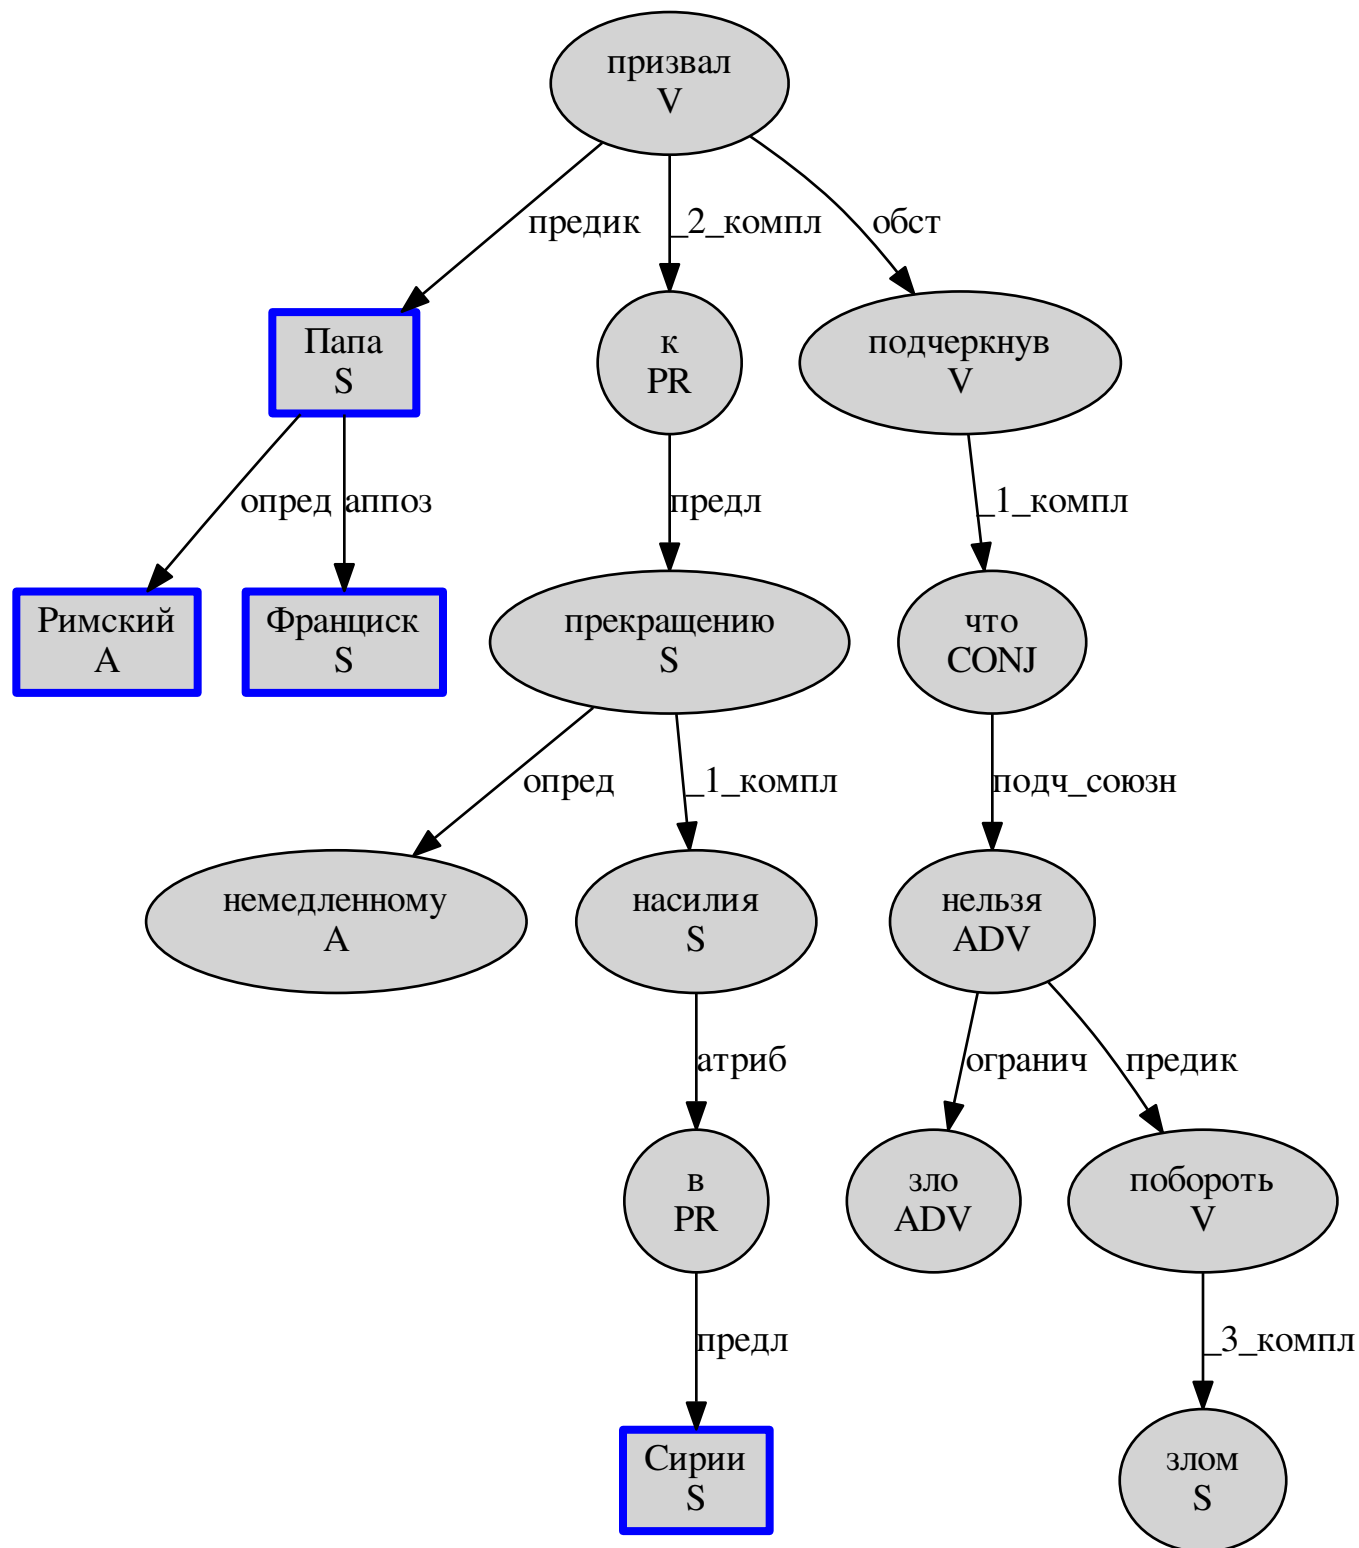 призвал
V
предик
_2_компл
обст
Папа
S
к
PR
подчеркнув
V
опред
аппоз
предл
_1_компл
Римский
A
Франциск
S
прекращению
S
что
CONJ
опред
_1_компл
подч_союзн
немедленному
A
насилия
S
нельзя
ADV
атриб
огранич
предик
в
PR
зло
ADV
побороть
V
предл
_3_компл
Сирии
S
злом
S